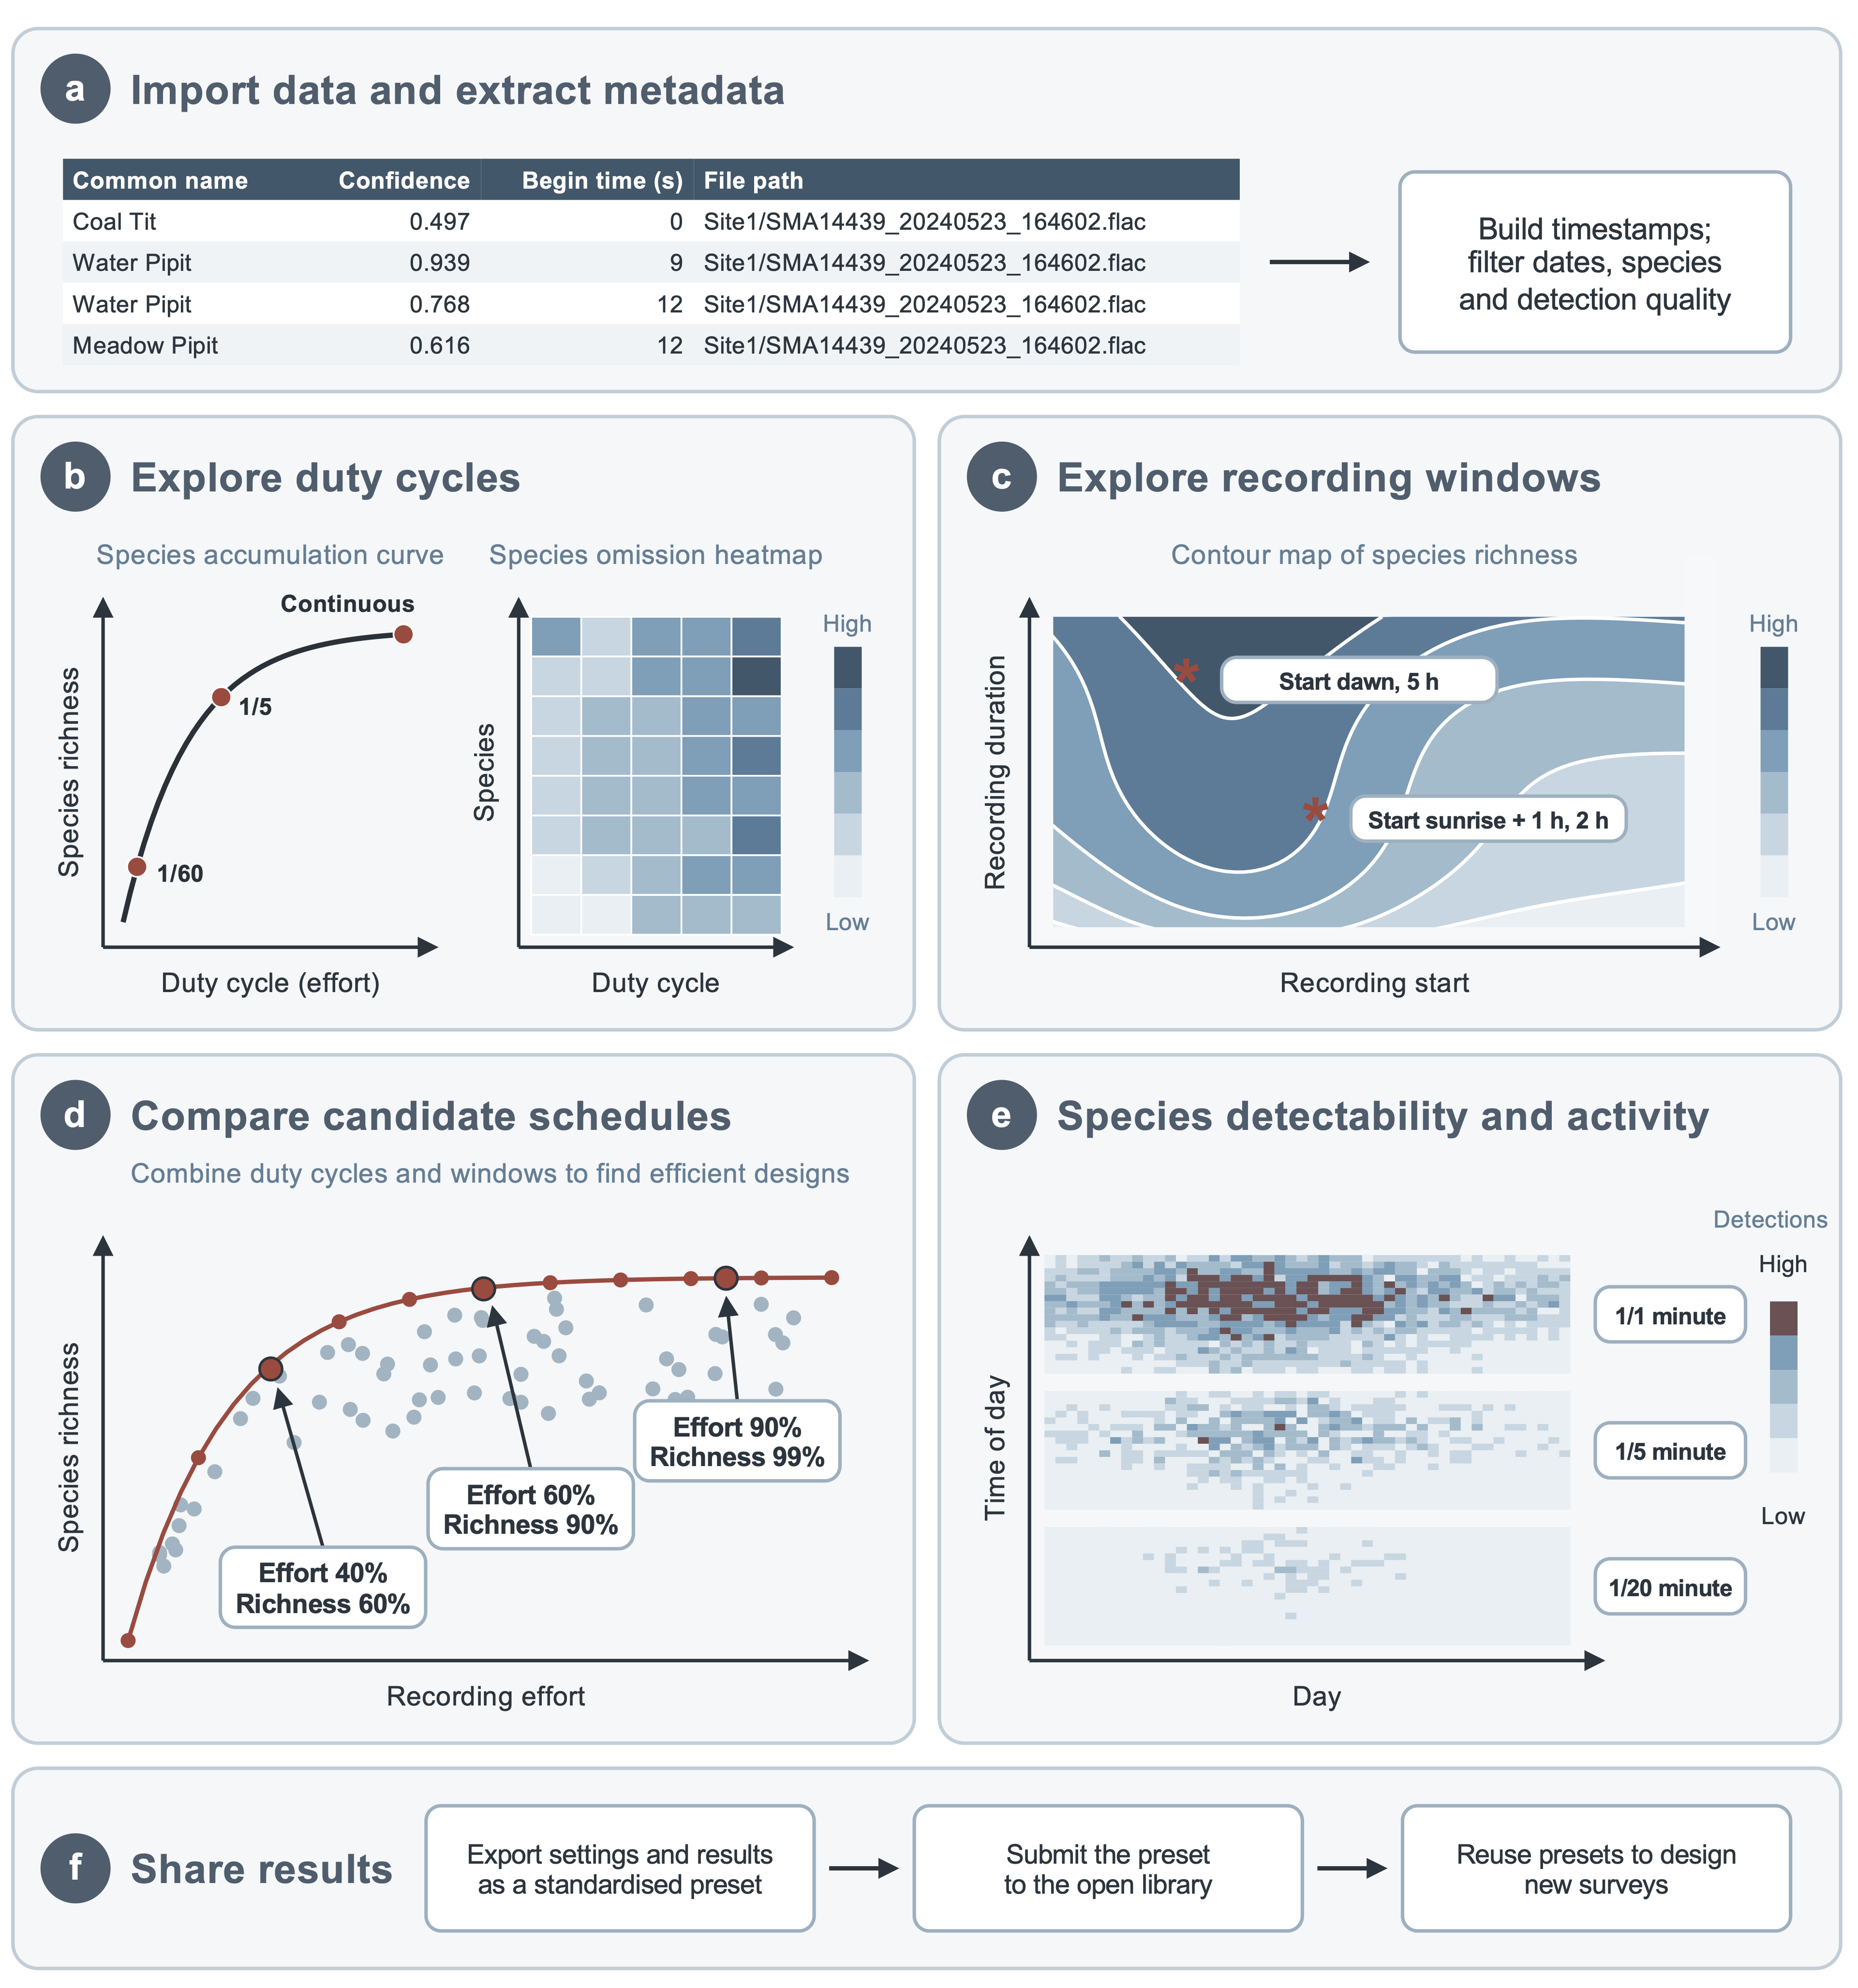 a Import data and extract metadata
Common name Confidence Begin time (s) File path
Coal Tit 0.497 0 Site1/SMA14439_20240523_164602.flac
Water Pipit 0.939 9 Site1/SMA14439_20240523_164602.flac
Water Pipit 0.768 12 Site1/SMA14439_20240523_164602.flac
Meadow Pipit 0.616 12 Site1/SMA14439_20240523_164602.flac
Build timestamps;
filter dates, species
and detection quality
b Explore duty cycles
Species accumulation curve
Continuous
1/5
1/60
Species richness
Duty cycle (effort)
Species omission heatmap
Species
Duty cycle
High
Low
c Explore recording windows
Contour map of species richness
Start dawn, 5 h
*
Start sunrise + 1 h, 2 h
*
Recording duration
Recording start
High
Low
d Compare candidate schedules
Combine duty cycles and windows to find efficient designs
Species richness
Effort 40%
Richness 60%
Effort 60%
Richness 90%
Effort 90%
Richness 99%
Recording effort
e Species detectability and activity
Detections
High
Low
Time of day
1/1 minute
1/5 minute
1/20 minute
Day
f Share results
Export settings and results
as a standardised preset
Submit the preset
to the open library
Reuse presets to design
new surveys